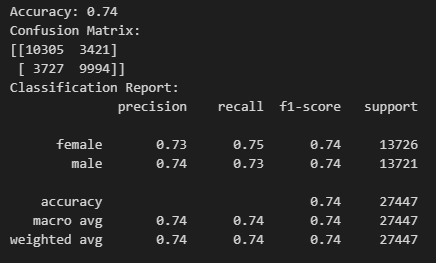 Accuracy: 0.74
Confusion Matrix:
[[10305 3421]
[ 3727 9994]]
Classification Report:
precision recall f1-score support
female 0.73 0.75 0.74 13726
male 0.74 0.73 0.74 13721
accuracy 0.74 27447
macro avg 0.74 0.74 0.74 27447
weighted avg 0.74 0.74 0.74 27447